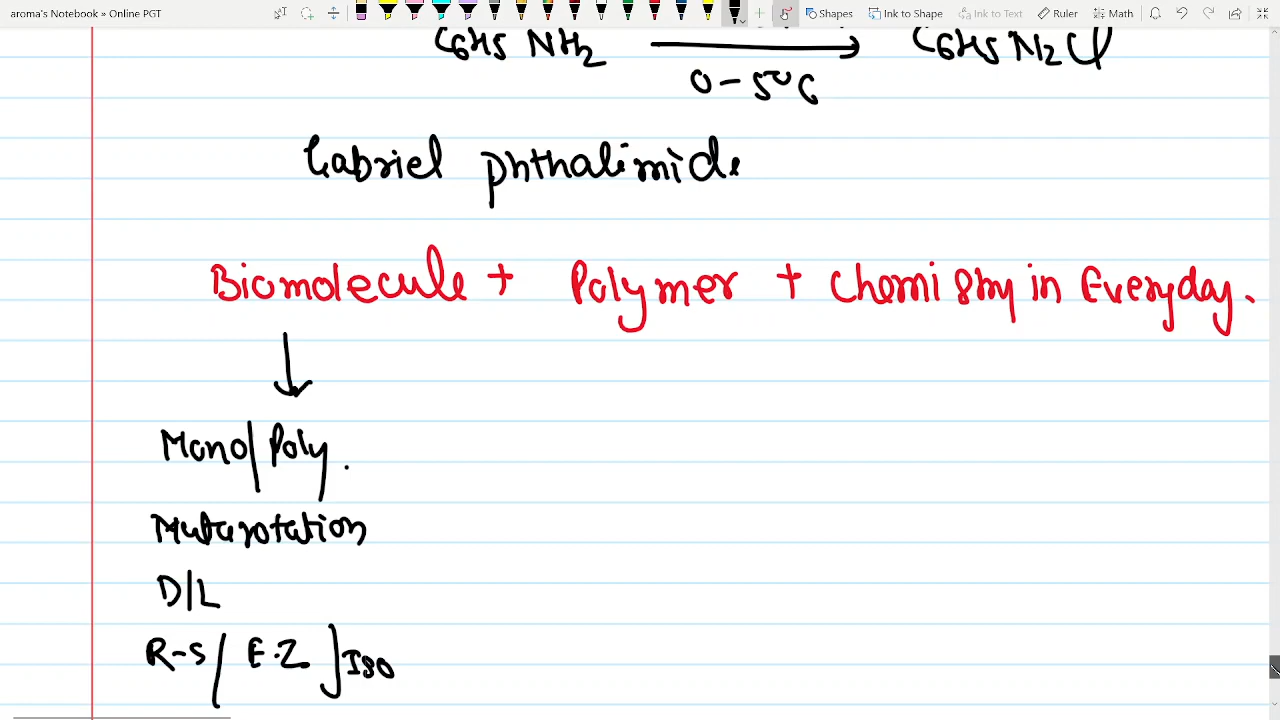 aroma's Notebook » Online PGT
Shapes Ink to Shape Ink to Text Ruler Math
C6H5 NH2 → C6H5 N2 Cl
0-5°C
Gabriel phthalimide
Biomolecule + Polymer + Chemistry in Everyday.
↓
Mono/Poly.
Mutarotation
D/L
R-S / E.Z ] Iso